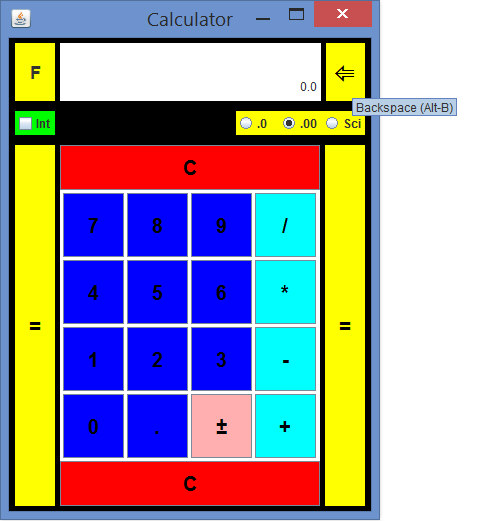 Calculator
F
0.0
⇐
Backspace (Alt-B)
Int
.0 .00 Sci
C
7 8 9 /
4 5 6 *
= =
1 2 3 -
0 . ± +
C